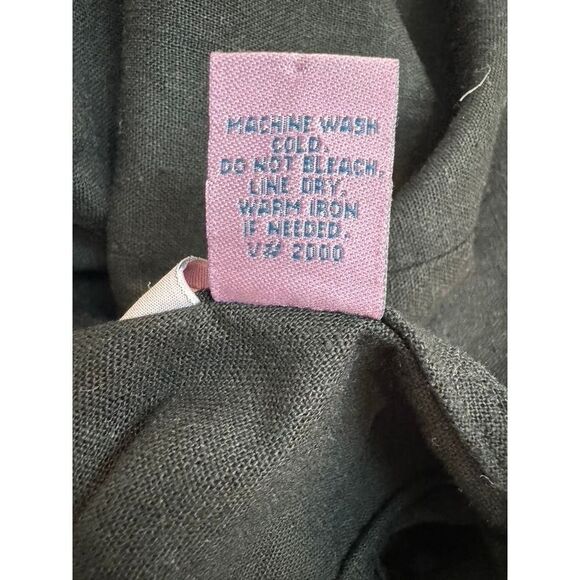 MACHINE WASH
COLD.
DO NOT BLEACH.
LINE DRY.
WARM IRON
IF NEEDED.
V# 2000